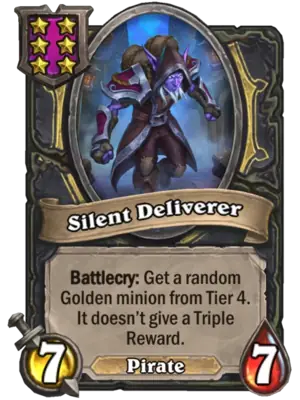 Silent Deliverer
Battlecry: Get a random
Golden minion from Tier 4.
It doesn't give a Triple
Reward.
7
Pirate
7